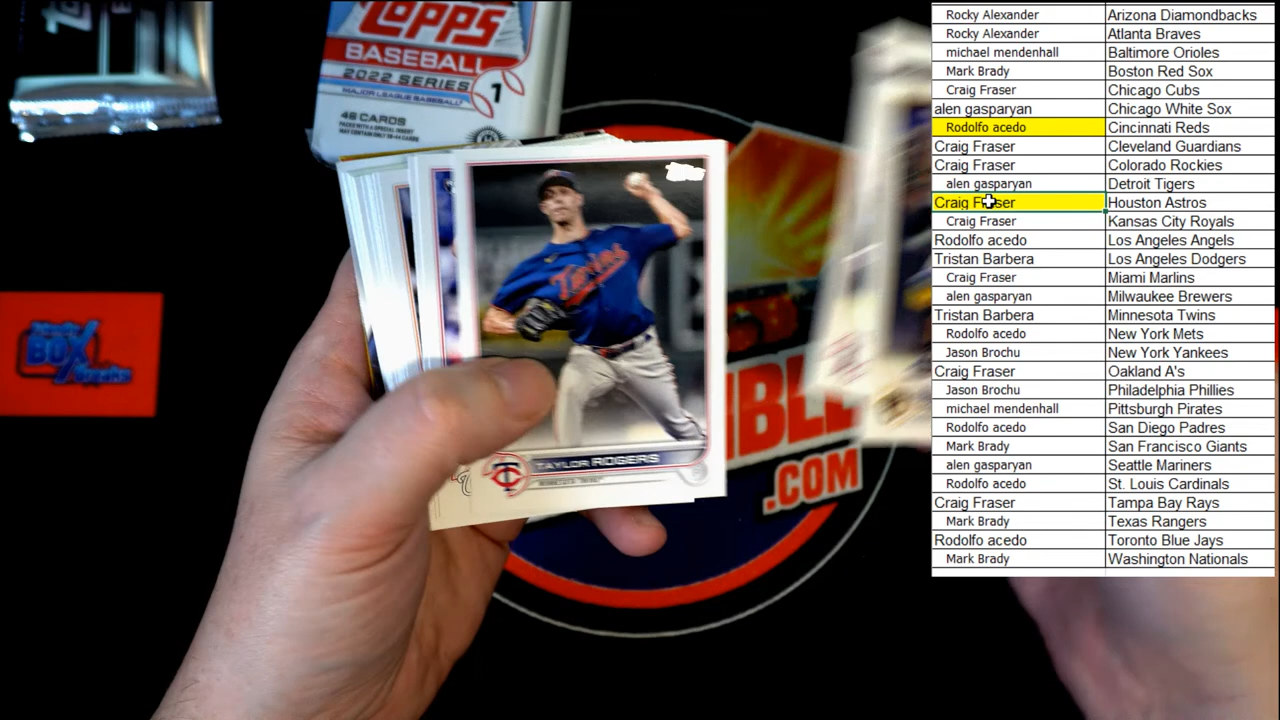 TOPPS
BASEBALL
2022 SERIES 1
MAJOR LEAGUE BASEBALL
46 CARDS
Twins
TAYLOR ROGERS
MINNESOTA TWINS
BOX
Breaks
IBLE
.COM
Rocky Alexander Arizona Diamondbacks
Rocky Alexander Atlanta Braves
michael mendenhall Baltimore Orioles
Mark Brady Boston Red Sox
Craig Fraser Chicago Cubs
alen gasparyan Chicago White Sox
Rodolfo acedo Cincinnati Reds
Craig Fraser Cleveland Guardians
Craig Fraser Colorado Rockies
alen gasparyan Detroit Tigers
Craig Fraser Houston Astros
Craig Fraser Kansas City Royals
Rodolfo acedo Los Angeles Angels
Tristan Barbera Los Angeles Dodgers
Craig Fraser Miami Marlins
alen gasparyan Milwaukee Brewers
Tristan Barbera Minnesota Twins
Rodolfo acedo New York Mets
Jason Brochu New York Yankees
Craig Fraser Oakland A's
Jason Brochu Philadelphia Phillies
michael mendenhall Pittsburgh Pirates
Rodolfo acedo San Diego Padres
Mark Brady San Francisco Giants
alen gasparyan Seattle Mariners
Rodolfo acedo St. Louis Cardinals
Craig Fraser Tampa Bay Rays
Mark Brady Texas Rangers
Rodolfo acedo Toronto Blue Jays
Mark Brady Washington Nationals